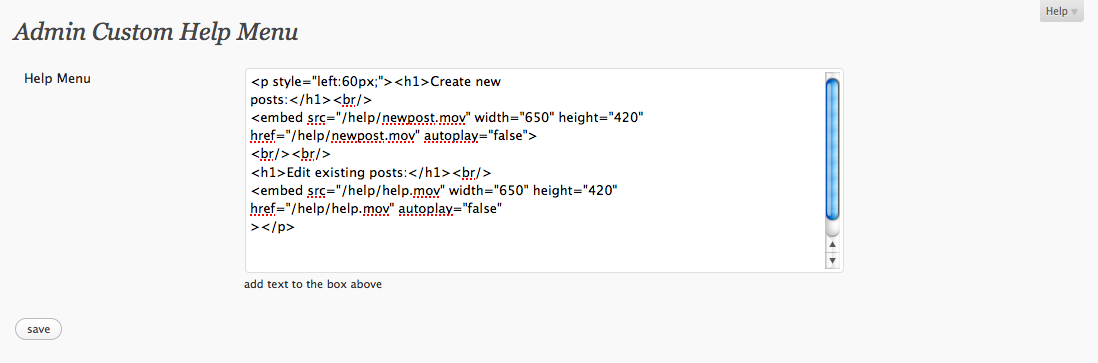 Help
Admin Custom Help Menu
Help Menu
<p style="left:60px;"><h1>Create new
posts:</h1><br/>
<embed src="/help/newpost.mov" width="650" height="420"
href="/help/newpost.mov" autoplay="false">
<br/><br/>
<h1>Edit existing posts:</h1><br/>
<embed src="/help/help.mov" width="650" height="420"
href="/help/help.mov" autoplay="false"
></p>
add text to the box above
save